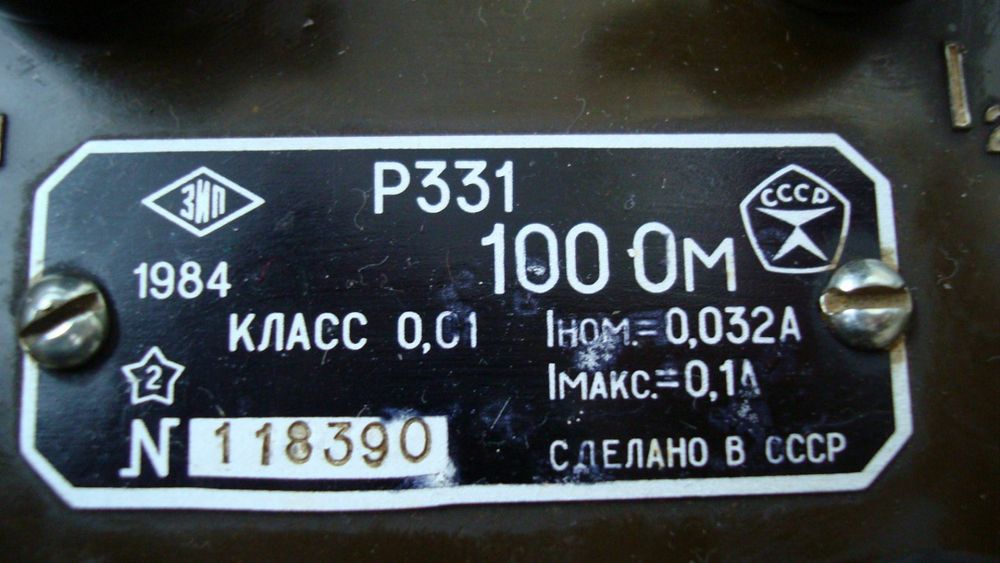 ЗИП
Р331
СССР
1984
100 Ом
КЛАСС 0,01
Iном.=0,032А
Iмакс.=0,1А
2
N 118390
СДЕЛАНО В СССР